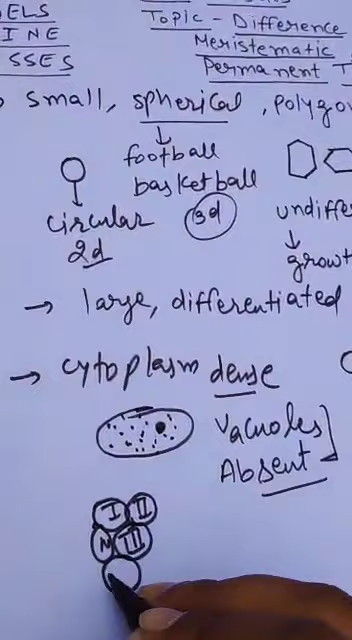 ELS
INE
SSES
Topic - Difference
Meristematic
Permanent T
small, spherical, polygo
football
basketball
circular
2d
3d
undiffe
growt
→ large, differentiated
→ cytoplasm dense
Vacuoles
Absent
I II
N III